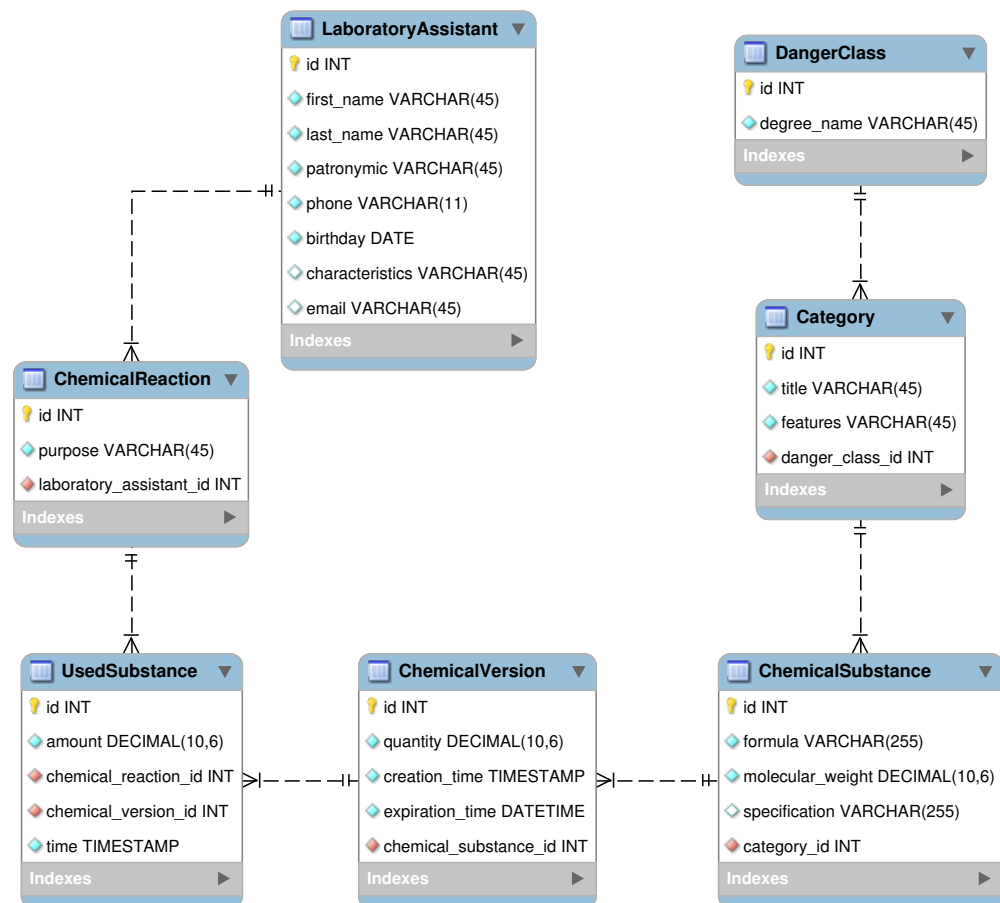 LaboratoryAssistant
id INT
first_name VARCHAR(45)
last_name VARCHAR(45)
patronymic VARCHAR(45)
phone VARCHAR(11)
birthday DATE
characteristics VARCHAR(45)
email VARCHAR(45)
Indexes
DangerClass
id INT
degree_name VARCHAR(45)
Indexes
Category
id INT
title VARCHAR(45)
features VARCHAR(45)
danger_class_id INT
Indexes
ChemicalReaction
id INT
purpose VARCHAR(45)
laboratory_assistant_id INT
Indexes
UsedSubstance
id INT
amount DECIMAL(10,6)
chemical_reaction_id INT
chemical_version_id INT
time TIMESTAMP
Indexes
ChemicalVersion
id INT
quantity DECIMAL(10,6)
creation_time TIMESTAMP
expiration_time DATETIME
chemical_substance_id INT
Indexes
ChemicalSubstance
id INT
formula VARCHAR(255)
molecular_weight DECIMAL(10,6)
specification VARCHAR(255)
category_id INT
Indexes